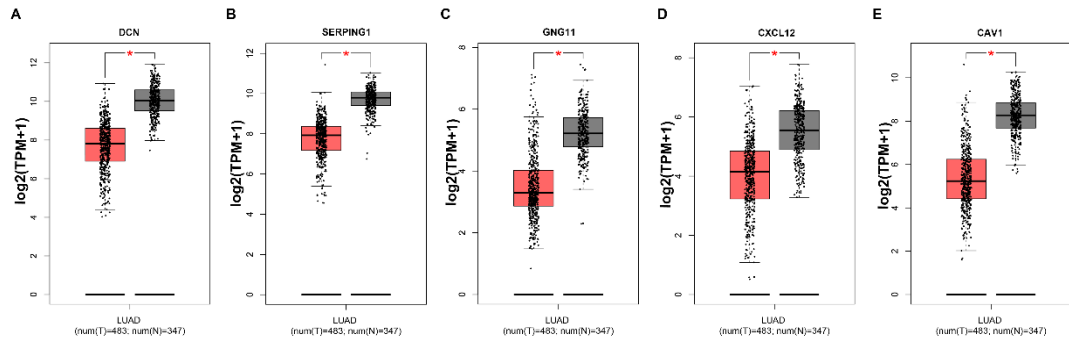 A
DCN
*
log2(TPM+1)
0
2
4
6
8
10
12
LUAD
(num(T)=483; num(N)=347)
B
SERPING1
*
log2(TPM+1)
0
2
4
6
8
10
12
LUAD
(num(T)=483; num(N)=347)
C
GNG11
*
log2(TPM+1)
0
2
4
6
8
LUAD
(num(T)=483; num(N)=347)
D
CXCL12
*
log2(TPM+1)
0
2
4
6
8
LUAD
(num(T)=483; num(N)=347)
E
CAV1
*
log2(TPM+1)
0
2
4
6
8
10
LUAD
(num(T)=483; num(N)=347)